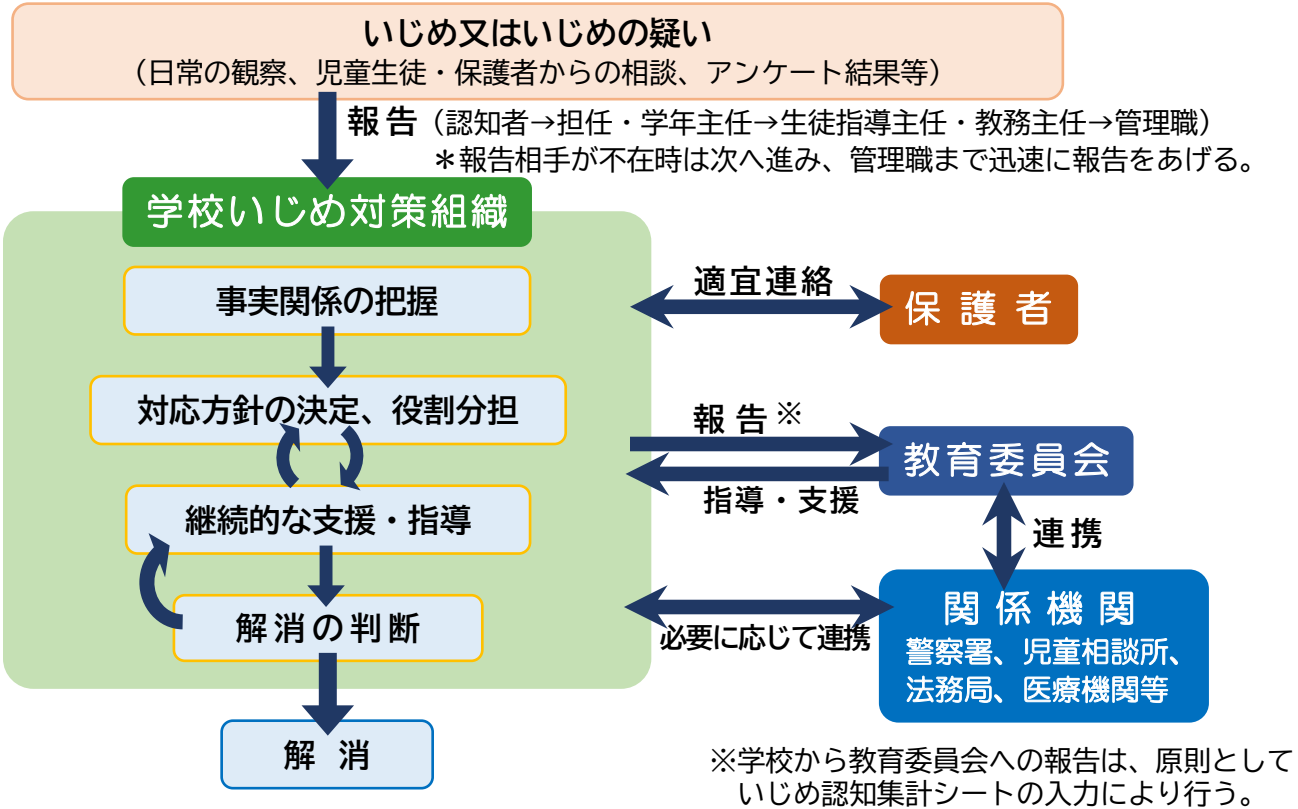 いじめ又はいじめの疑い
（日常の観察、児童生徒・保護者からの相談、アンケート結果等）
報告（認知者→担任・学年主任→生徒指導主任・教務主任→管理職）
＊報告相手が不在時は次へ進み、管理職まで迅速に報告をあげる。
学校いじめ対策組織
事実関係の把握
適宜連絡
保護者
対応方針の決定、役割分担
報告※
教育委員会
指導・支援
継続的な支援・指導
連携
解消の判断
必要に応じて連携
関係機関
警察署、児童相談所、
法務局、医療機関等
解消
※学校から教育委員会への報告は、原則として
いじめ認知集計シートの入力により行う。